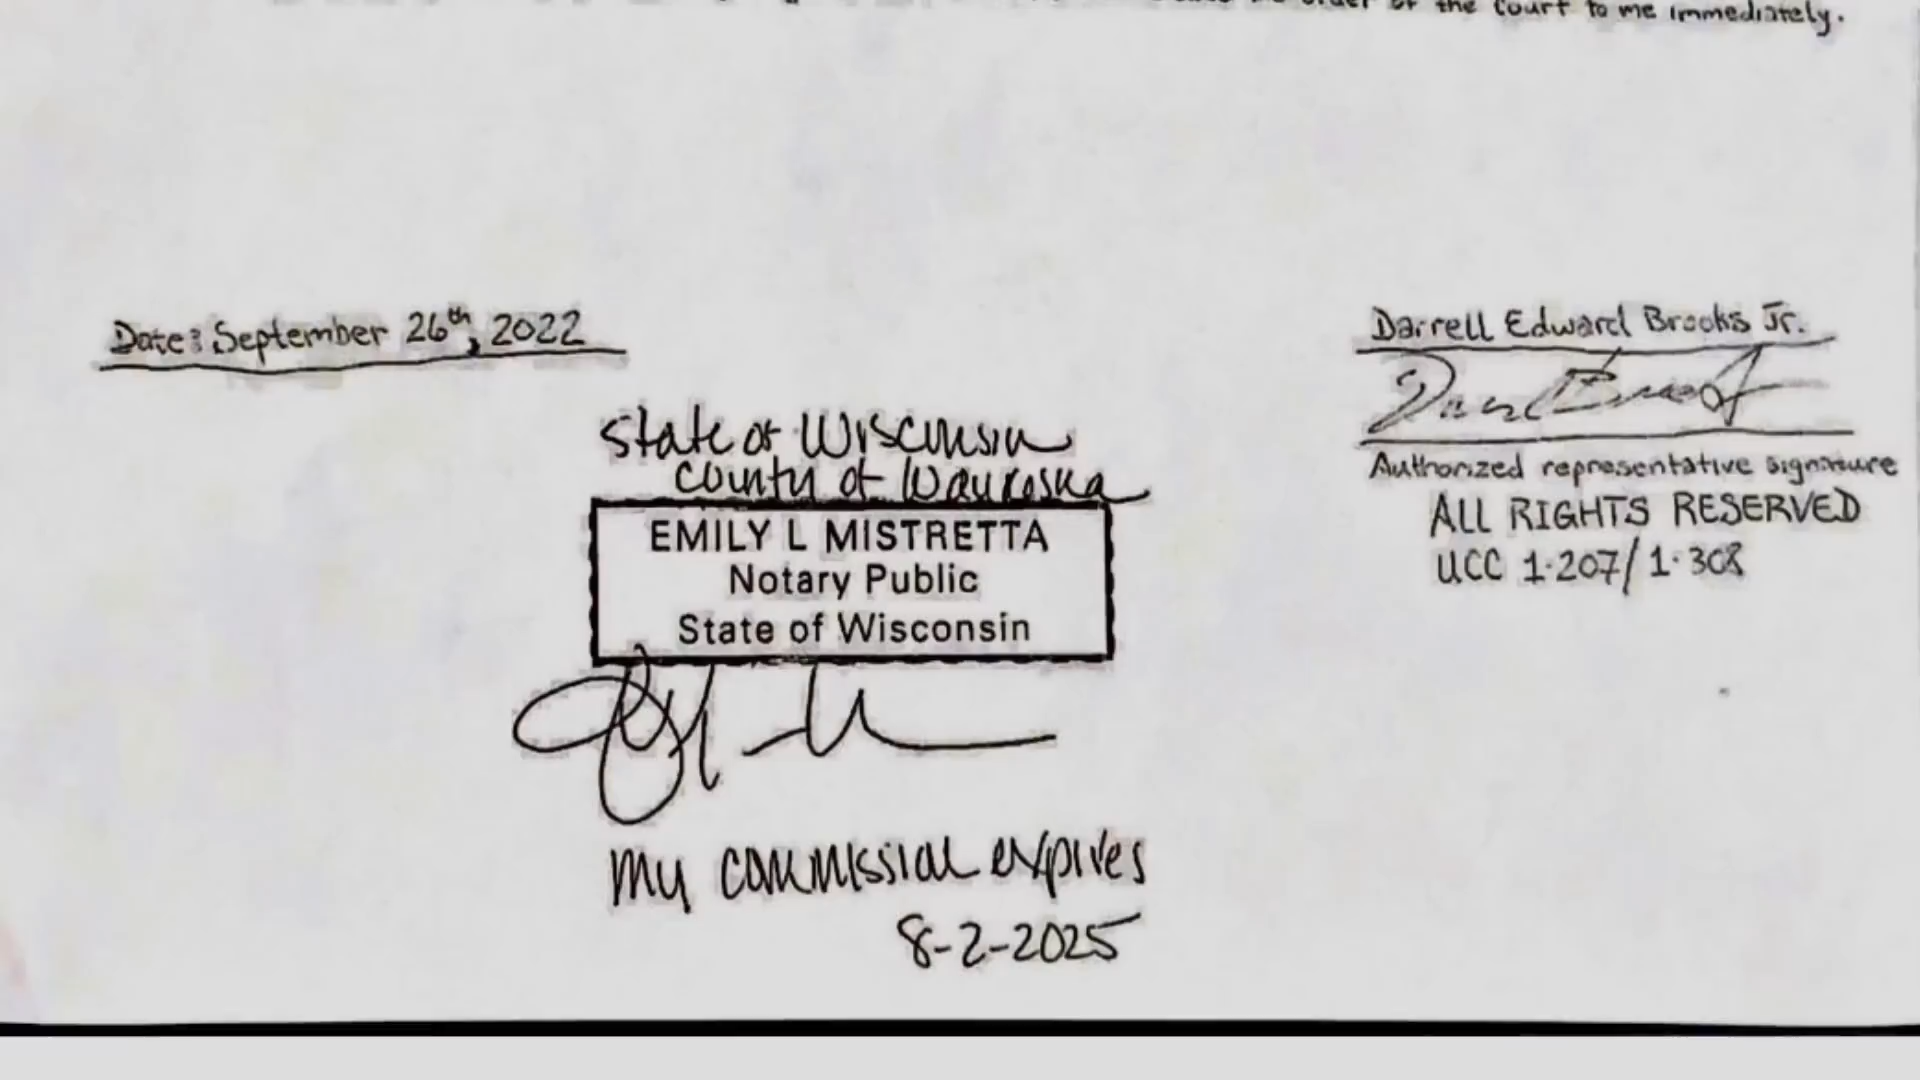 order of the Court to me immediately.
Date: September 26th, 2022
Darrell Edward Brooks Jr.
Authorized representative signature
ALL RIGHTS RESERVED
UCC 1-207/1-308
State of Wisconsin
County of Waukesha
EMILY L MISTRETTA
Notary Public
State of Wisconsin
my commission expires
8-2-2025